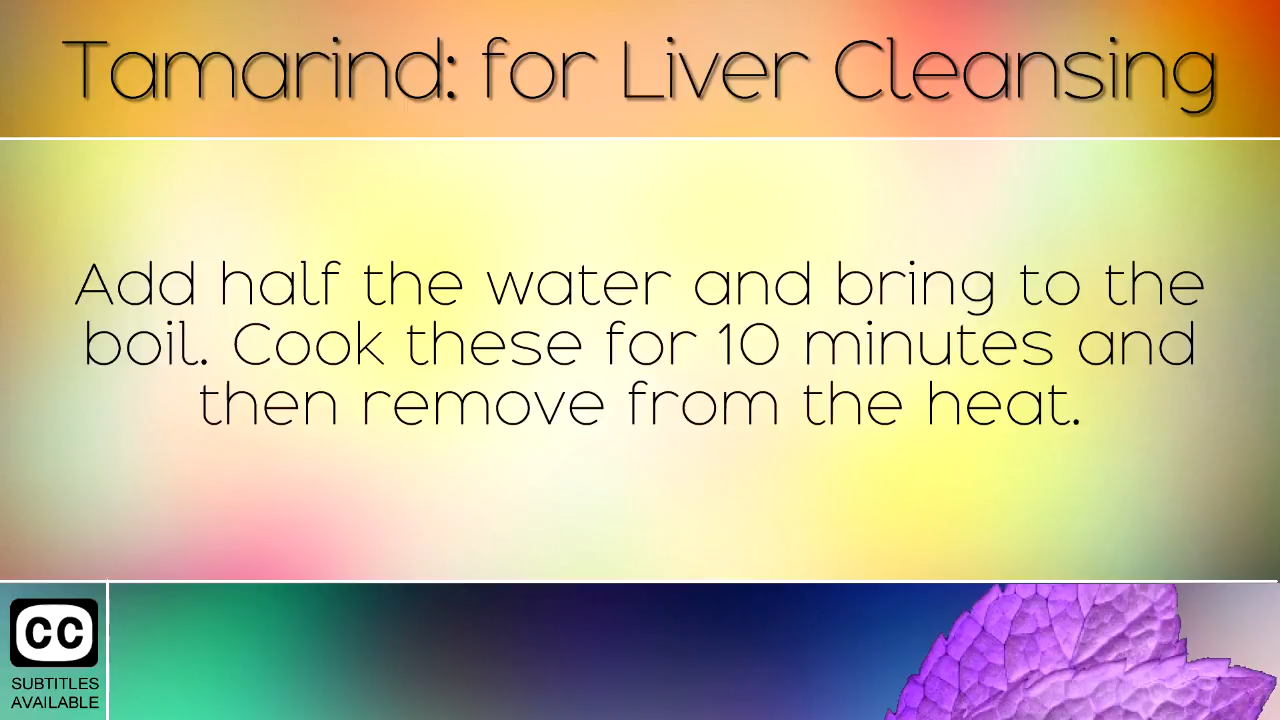 Tamarind: for Liver Cleansing
Add half the water and bring to the
boil. Cook these for 10 minutes and
then remove from the heat.
CC
SUBTITLES
AVAILABLE